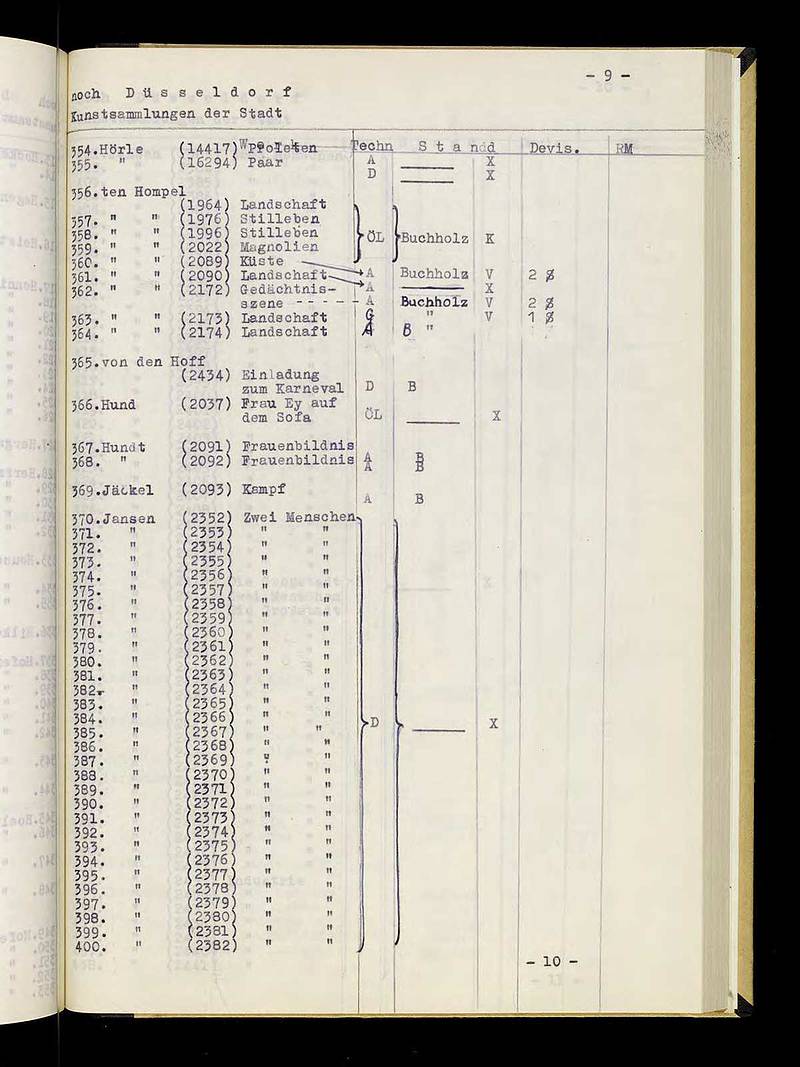 - 9 -
noch D ü s s e l d o r f
Kunstsammlungen der Stadt
Techn S t a n d Devis. RM
354.Hörle (14417) A _____ X
355. " (16294) Paar D _____ X
356.ten Hompel
(1964) Landschaft
357. " " (1976) Stilleben
358. " " (1996) Stilleben ÖL Buchholz K
359. " " (2022) Magnolien
360. " " (2089) Küste
361. " " (2090) Landschaft A Buchholz V 2 $
362. " " (2172) Gedächtnis- A _____ X
szene - - - - - A Buchholz V 2 $
363. " " (2173) Landschaft G " V 1 $
364. " " (2174) Landschaft A B "
365.von den Hoff
(2434) Einladung
zum Karneval D B
366.Hund (2037) Frau Ey auf
dem Sofa ÖL _____ X
367.Hundt (2091) Frauenbildnis A B
368. " (2092) Frauenbildnis A B
369.Jäckel (2093) Kampf A B
370.Jansen (2352) Zwei Menschen
371. " (2353) " "
372. " (2354) " "
373. " (2355) " "
374. " (2356) " "
375. " (2357) " "
376. " (2358) " "
377. " (2359) " "
378. " (2360) " "
379. " (2361) " "
380. " (2362) " "
381. " (2363) " "
382. " (2364) " "
383. " (2365) " "
384. " (2366) " " D _____ X
385. " (2367) " "
386. " (2368) " "
387. " (2369) " "
388. " (2370) " "
389. " (2371) " "
390. " (2372) " "
391. " (2373) " "
392. " (2374) " "
393. " (2375) " "
394. " (2376) " "
395. " (2377) " "
396. " (2378) " "
397. " (2379) " "
398. " (2380) " "
399. " (2381) " "
400. " (2382) " "
- 10 -